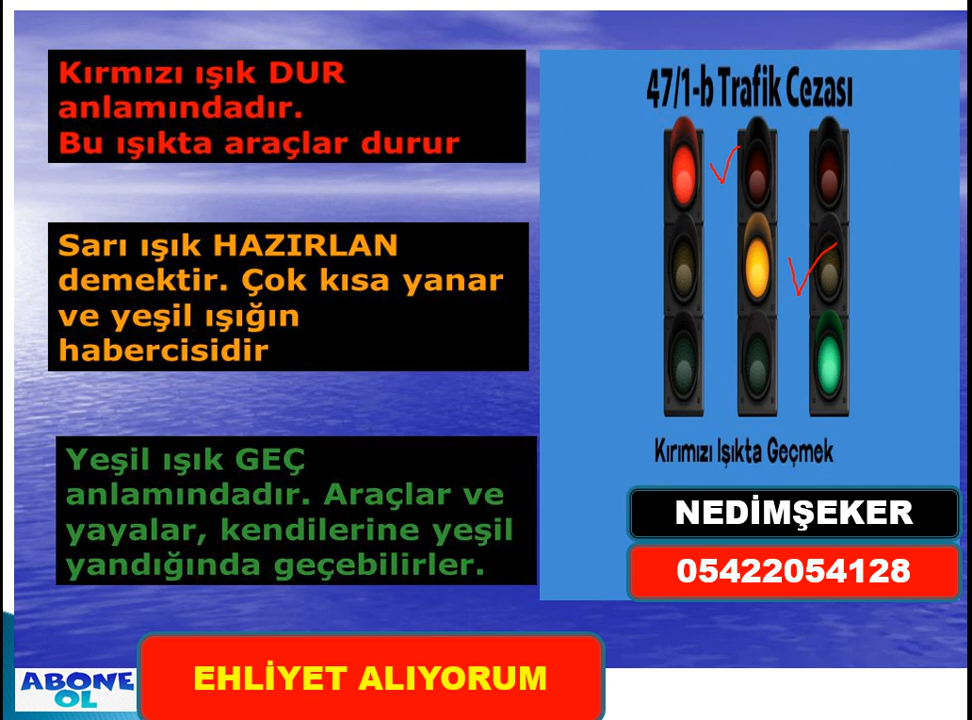 Kırmızı ışık DUR
anlamındadır.
Bu ışıkta araçlar durur
Sarı ışık HAZIRLAN
demektir. Çok kısa yanar
ve yeşil ışığın
habercisidir
Yeşil ışık GEÇ
anlamındadır. Araçlar ve
yayalar, kendilerine yeşil
yandığında geçebilirler.
47/1-b Trafik Cezası
Kırımızı Işıkta Geçmek
NEDİMŞEKER
05422054128
EHLİYET ALIYORUM
ABONE
OL